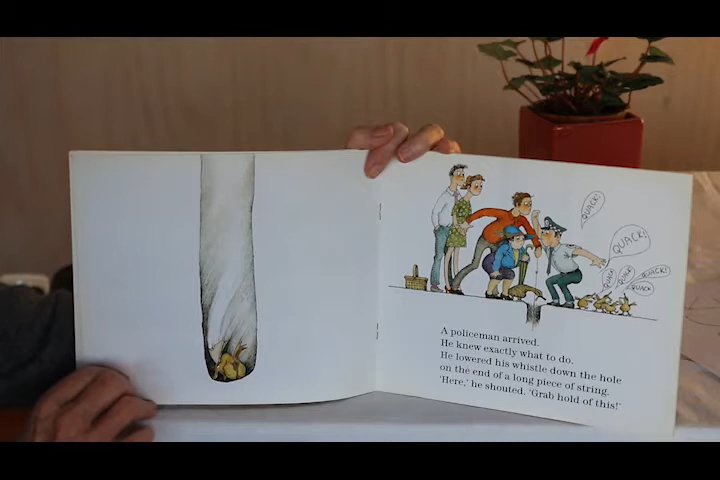 QUACK!
QUACK!
QUACK
QUACK
QUACK!
QUACK
A policeman arrived.
He knew exactly what to do.
He lowered his whistle down the hole
on the end of a long piece of string.
'Here,' he shouted. 'Grab hold of this!'